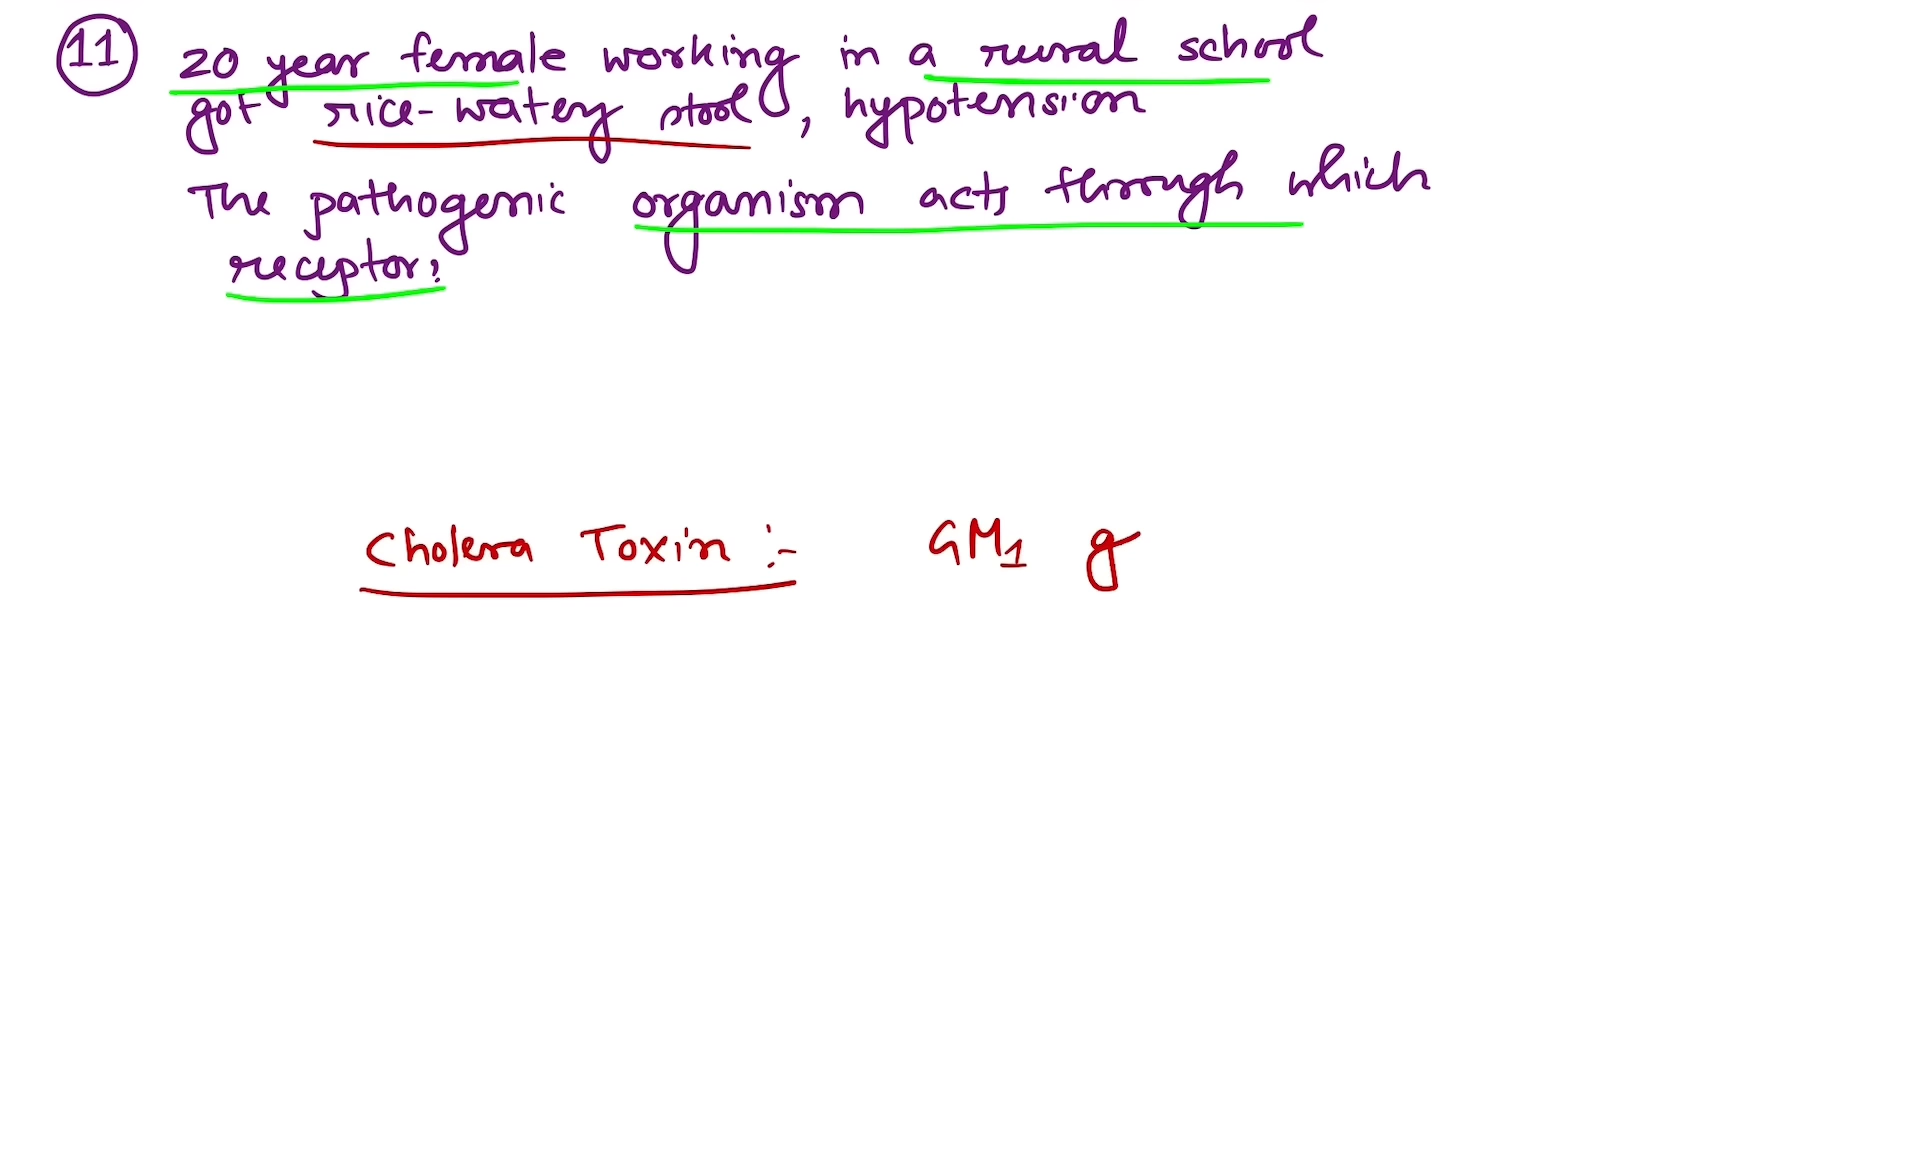 11 20 year female working in a rural school
got rice-watery stool, hypotension
The pathogenic organism acts through which
receptor?
Cholera Toxin :- GM1 g